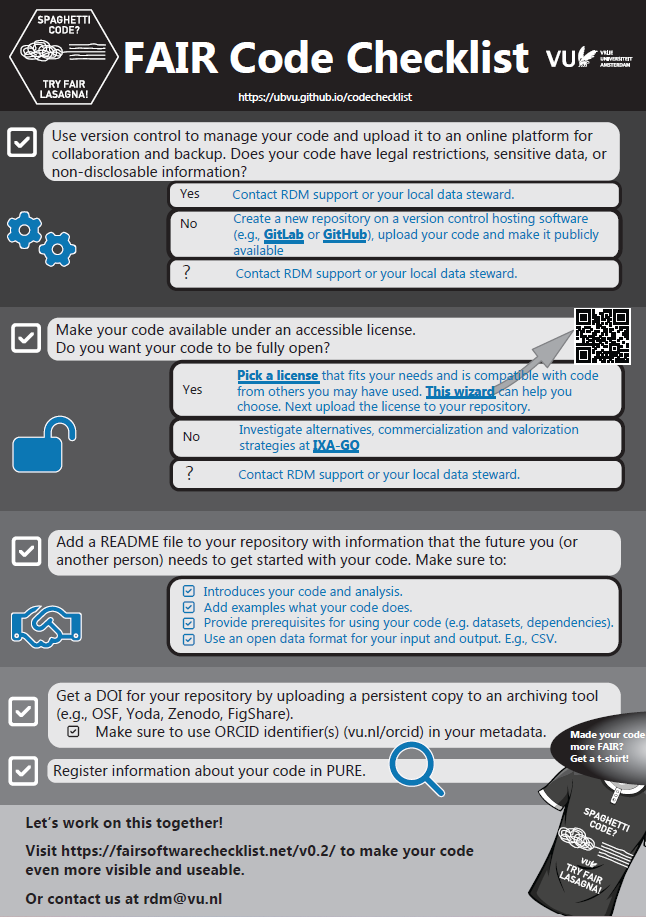 SPAGHETTI
CODE?
TRY FAIR
LASAGNA!
FAIR Code Checklist
VU
VRIJE
UNIVERSITEIT
AMSTERDAM
https://ubvu.github.io/codechecklist
Use version control to manage your code and upload it to an online platform for
collaboration and backup. Does your code have legal restrictions, sensitive data, or
non-disclosable information?
Yes Contact RDM support or your local data steward.
No Create a new repository on a version control hosting software
(e.g., GitLab or GitHub), upload your code and make it publicly
available
? Contact RDM support or your local data steward.
Make your code available under an accessible license.
Do you want your code to be fully open?
Yes Pick a license that fits your needs and is compatible with code
from others you may have used. This wizard can help you
choose. Next upload the license to your repository.
No Investigate alternatives, commercialization and valorization
strategies at IXA-GO
? Contact RDM support or your local data steward.
Add a README file to your repository with information that the future you (or
another person) needs to get started with your code. Make sure to:
Introduces your code and analysis.
Add examples what your code does.
Provide prerequisites for using your code (e.g. datasets, dependencies).
Use an open data format for your input and output. E.g., CSV.
Get a DOI for your repository by uploading a persistent copy to an archiving tool
(e.g., OSF, Yoda, Zenodo, FigShare).
Make sure to use ORCID identifier(s) (vu.nl/orcid) in your metadata.
Register information about your code in PURE.
Made your code
more FAIR?
Get a t-shirt!
SPAGHETTI
CODE?
VU
TRY FAIR
LASAGNA!
Let's work on this together!
Visit https://fairsoftwarechecklist.net/v0.2/ to make your code
even more visible and useable.
Or contact us at rdm@vu.nl